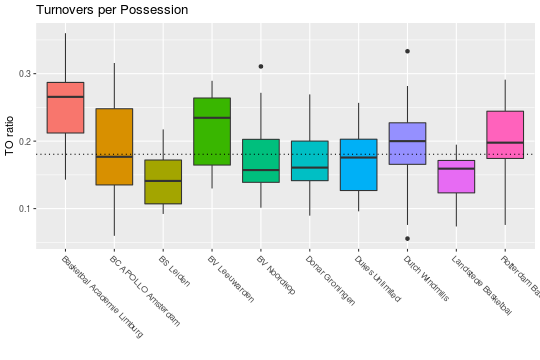 Turnovers per Possession
TO ratio
0.3
0.2
0.1
Basketbal Academie Limburg
BC APOLLO Amsterdam
BS Leiden
BV Leeuwarden
BV Noordkop
Donar Groningen
Dukes Unlimited
Dutch Windmills
Landstede Basketbal
Rotterdam Bas